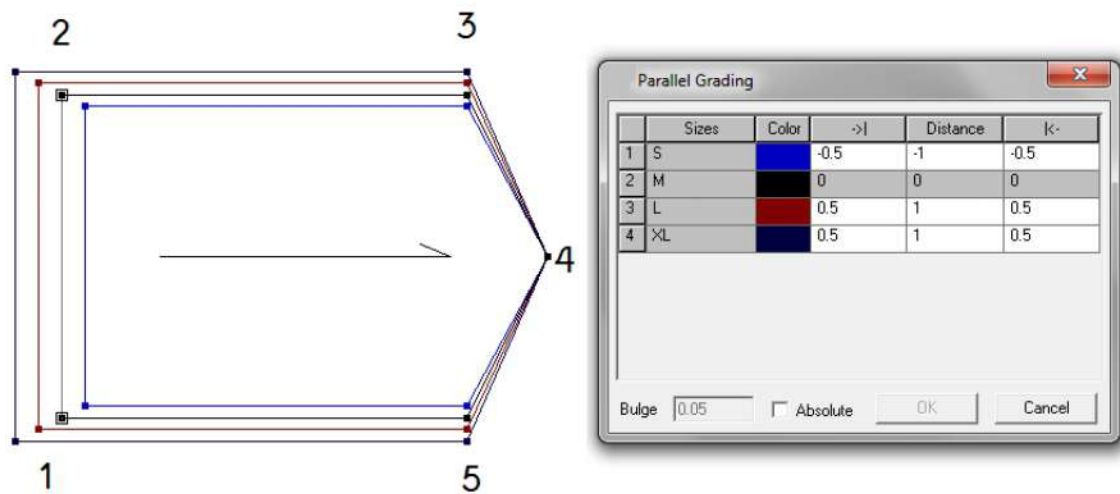 2
3
4
1
5
Parallel Grading
Sizes Color ->| Distance |<-
1 S -0.5 -1 -0.5
2 M 0 0 0
3 L 0.5 1 0.5
4 XL 0.5 1 0.5
Bulge 0.05 Absolute OK Cancel